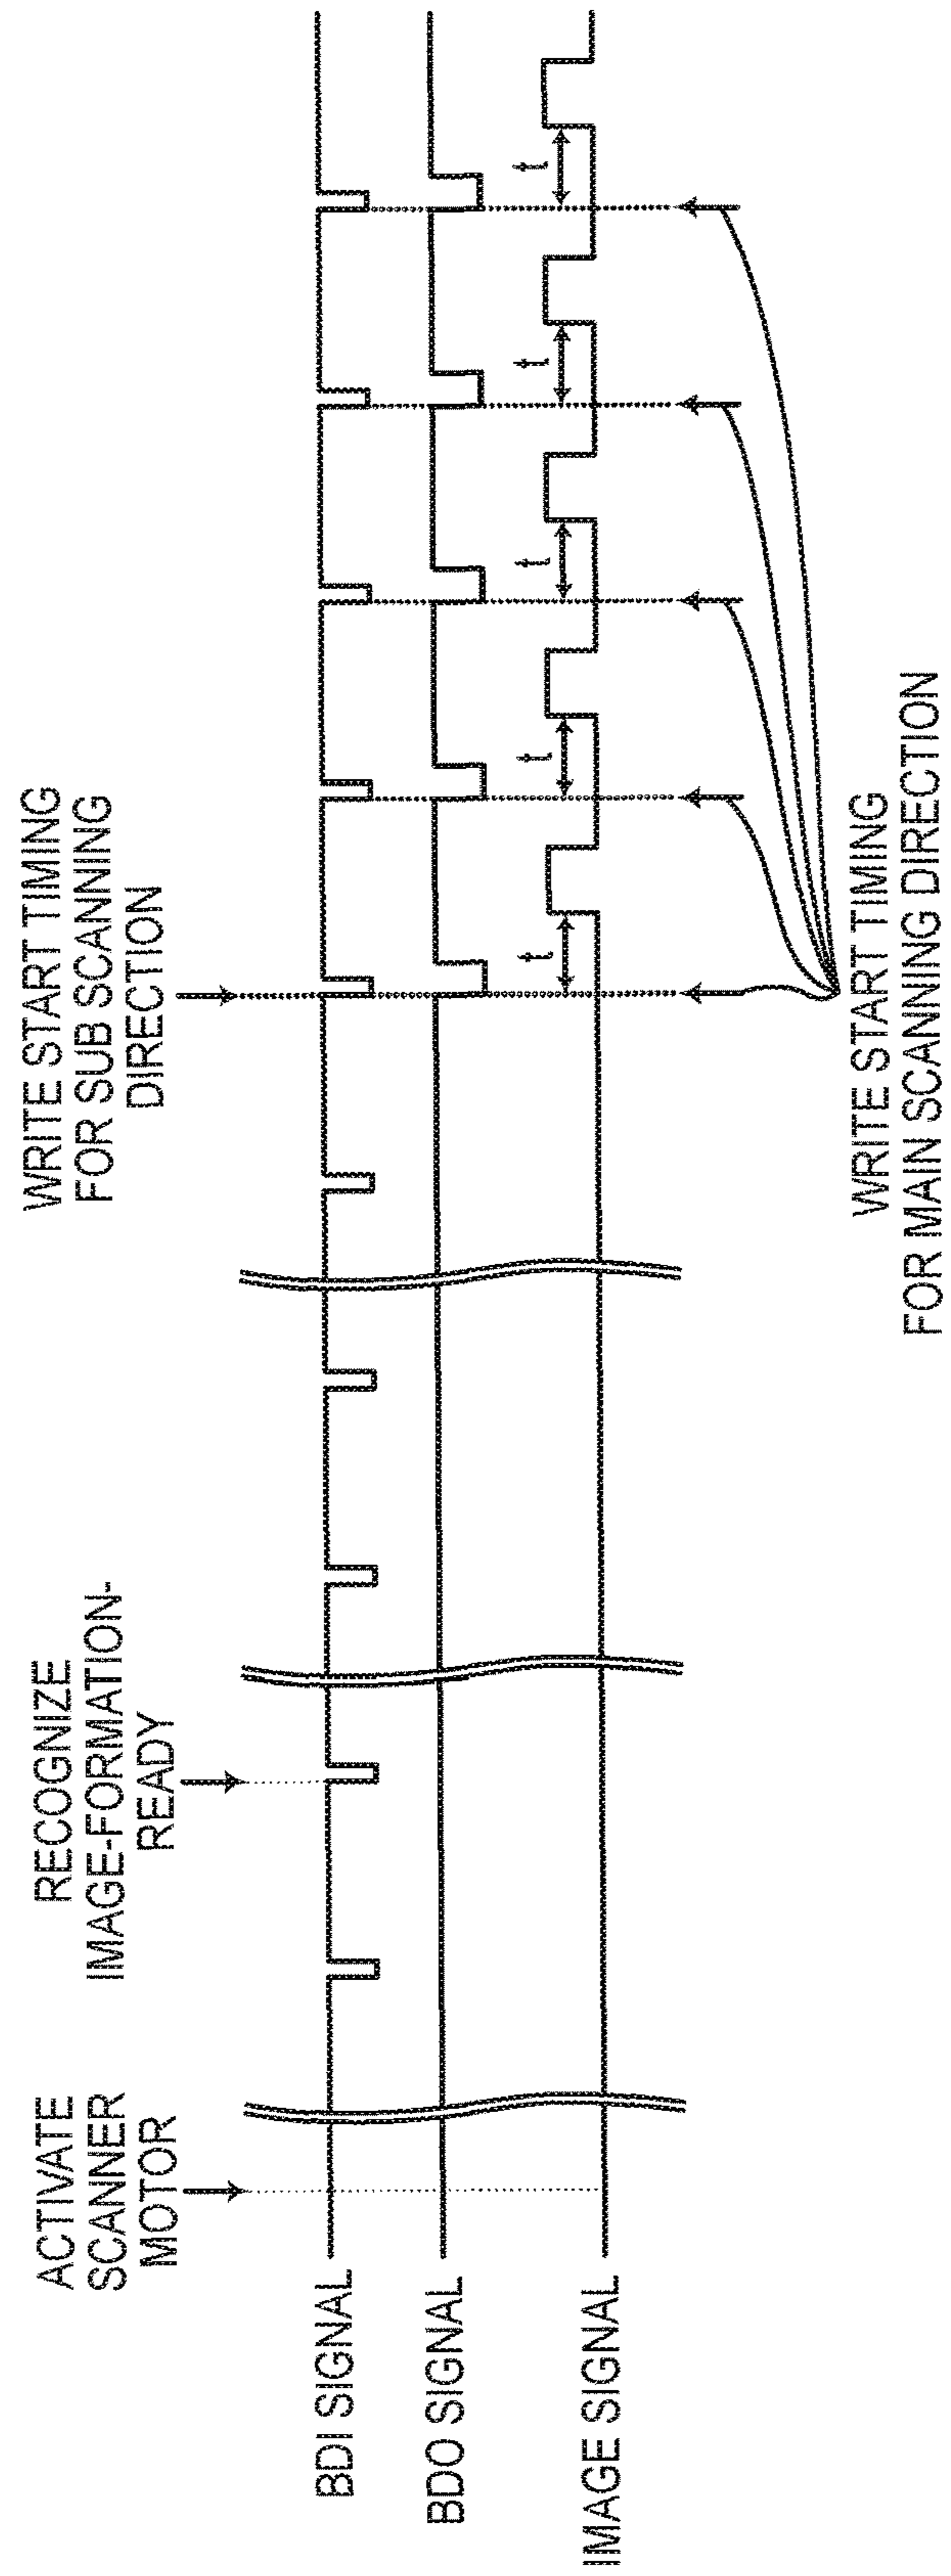 ACTIVATE
SCANNER
MOTOR
RECOGNIZE
IMAGE-FORMATION-
READY
WRITE START TIMING
FOR SUB SCANNING
DIRECTION
BDI SIGNAL
BDO SIGNAL
IMAGE SIGNAL
t
t
t
t
t
WRITE START TIMING
FOR MAIN SCANNING DIRECTION